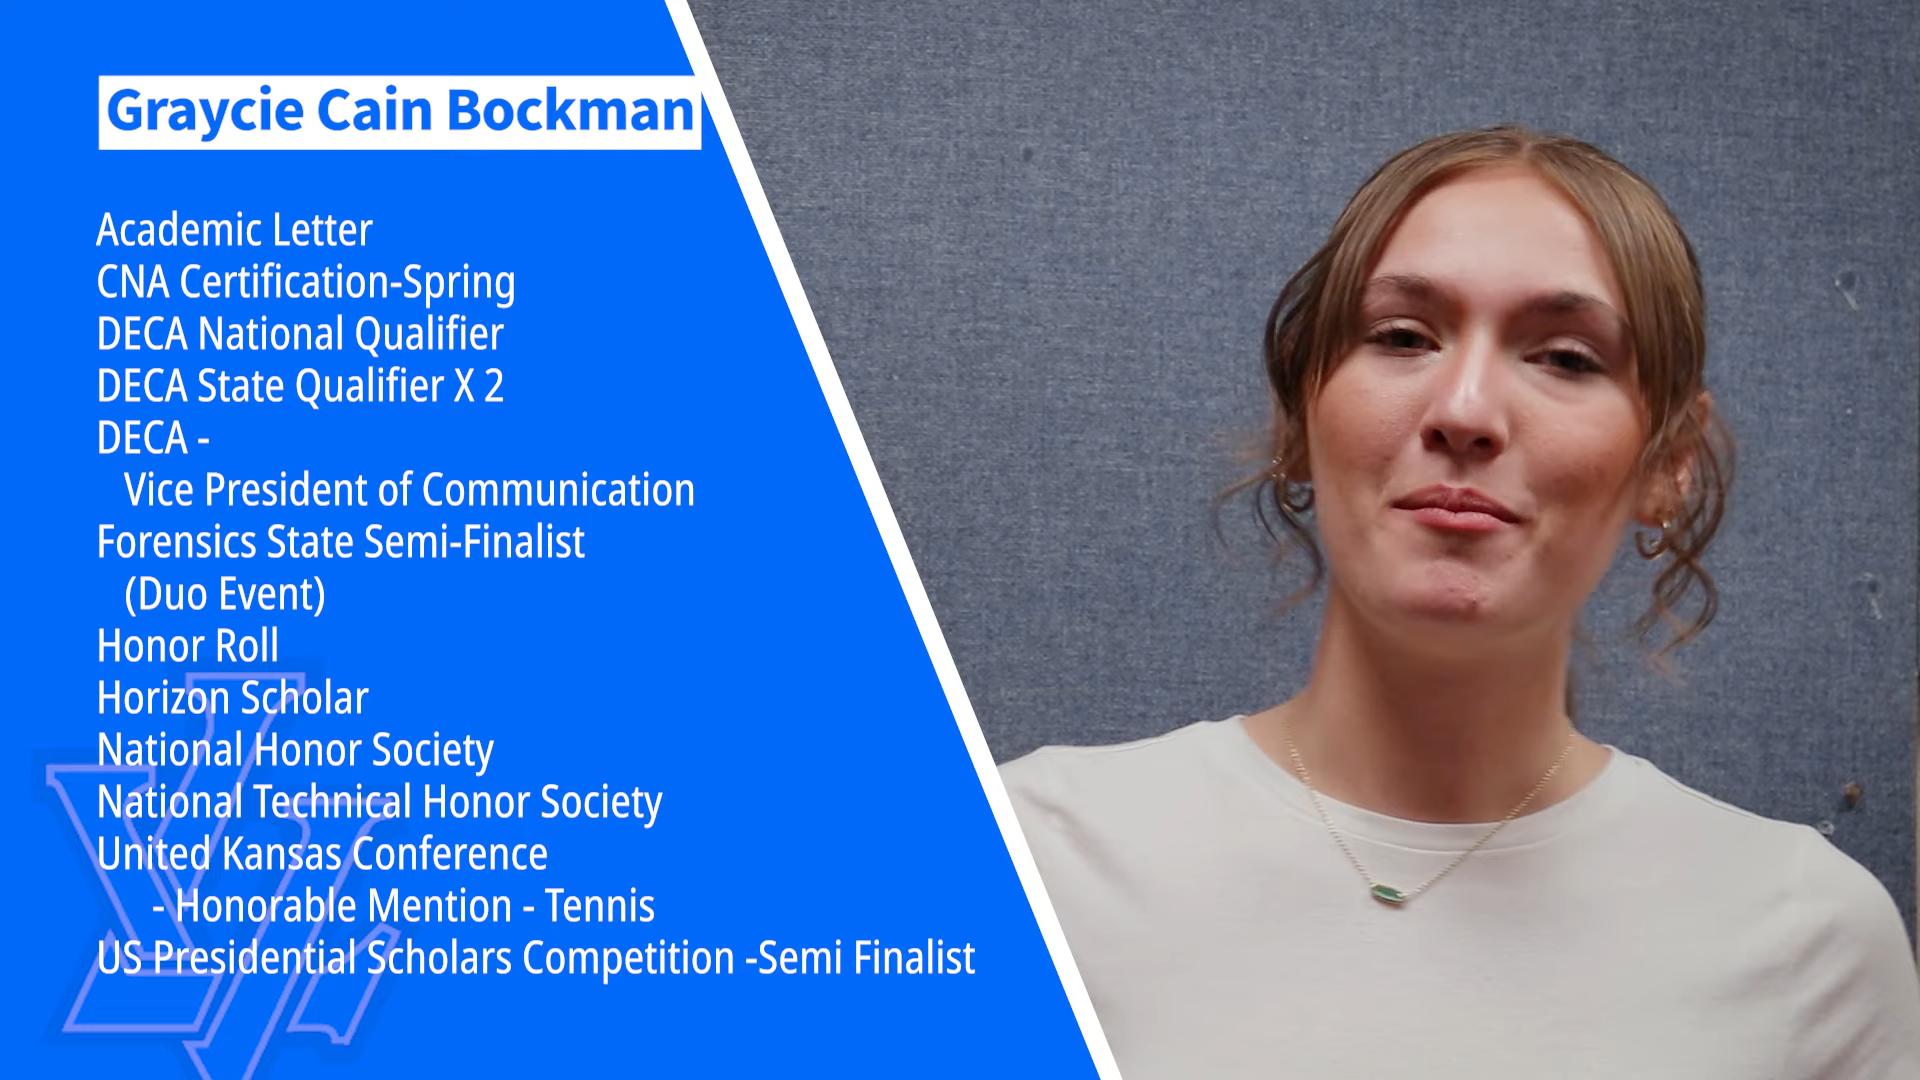 Graycie Cain Bockman
Academic Letter
CNA Certification-Spring
DECA National Qualifier
DECA State Qualifier X 2
DECA -
Vice President of Communication
Forensics State Semi-Finalist
(Duo Event)
Honor Roll
Horizon Scholar
National Honor Society
National Technical Honor Society
United Kansas Conference
- Honorable Mention - Tennis
US Presidential Scholars Competition -Semi Finalist